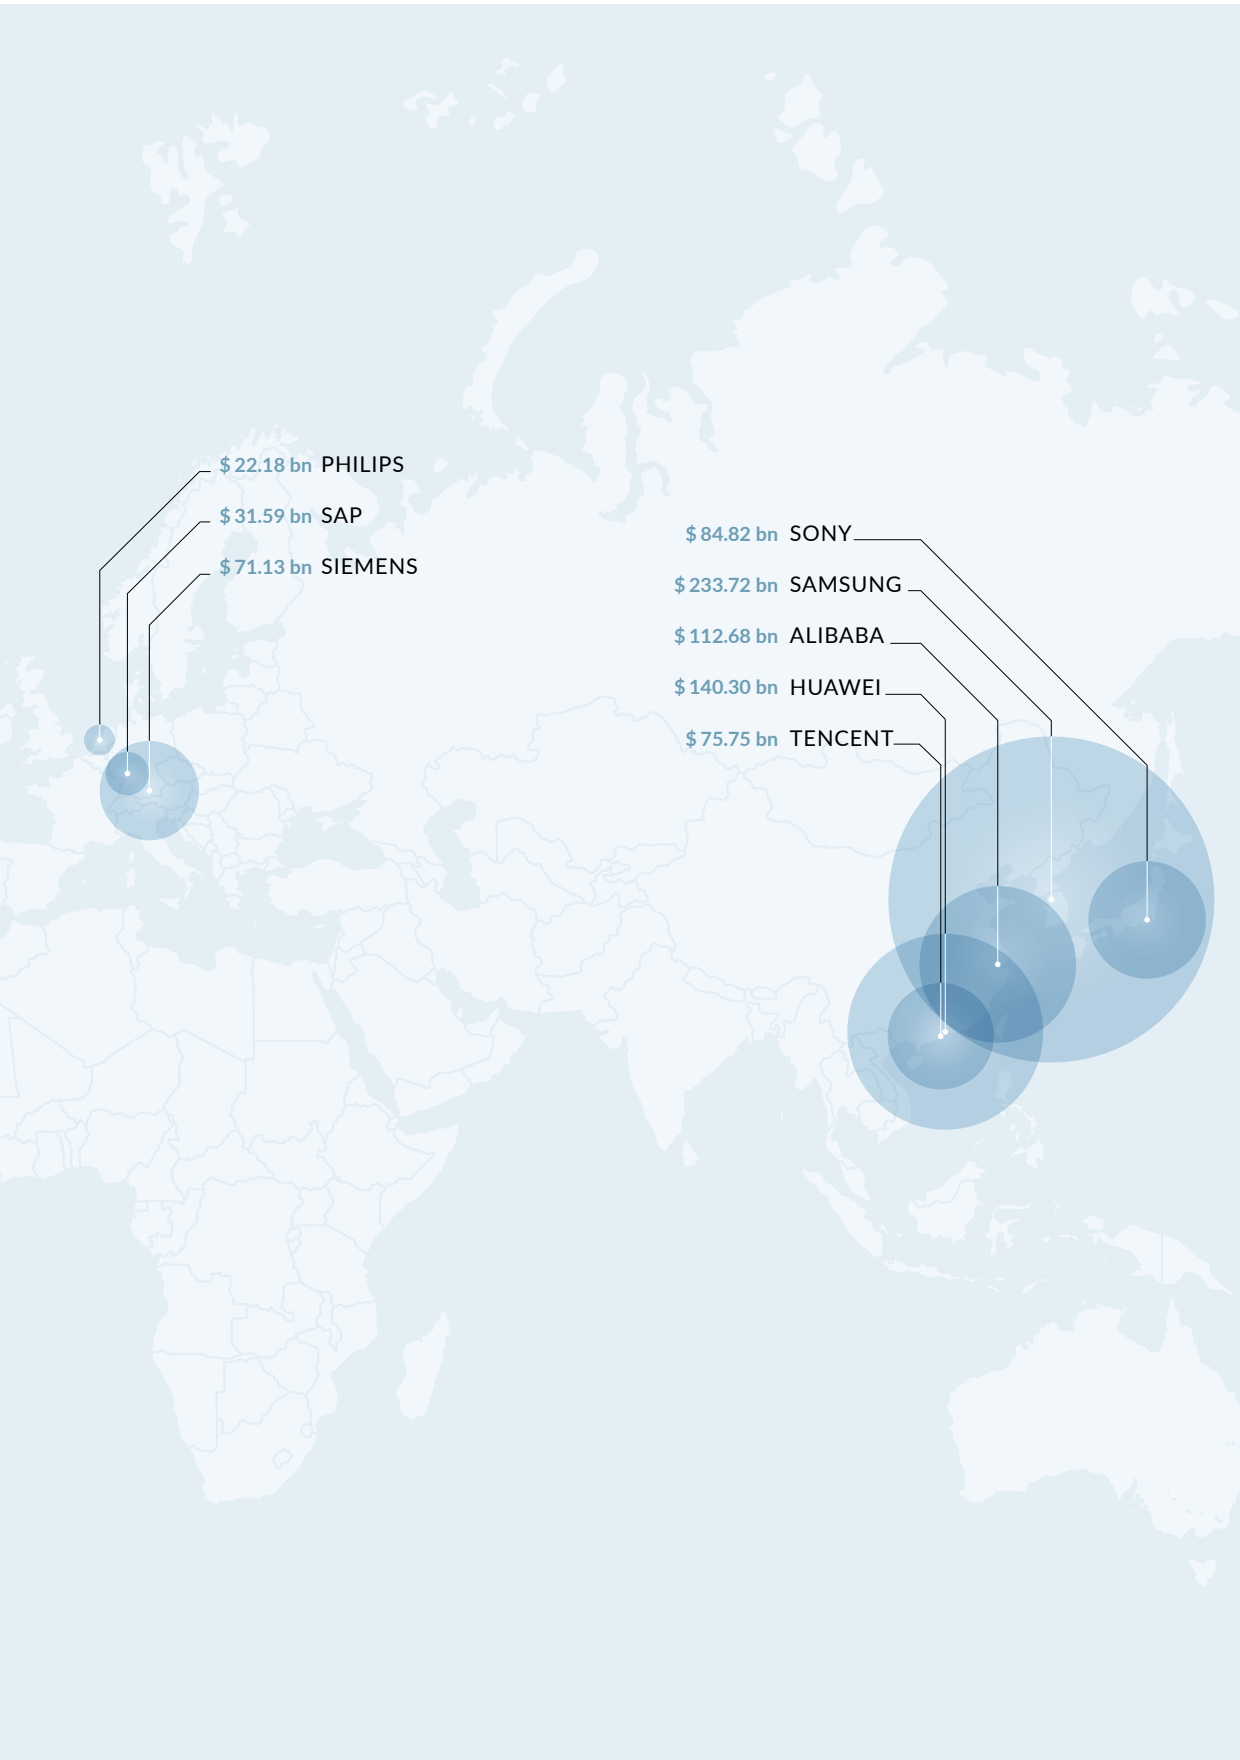 $ 22.18 bn PHILIPS
$ 31.59 bn SAP
$ 71.13 bn SIEMENS
$ 84.82 bn SONY
$ 233.72 bn SAMSUNG
$ 112.68 bn ALIBABA
$ 140.30 bn HUAWEI
$ 75.75 bn TENCENT